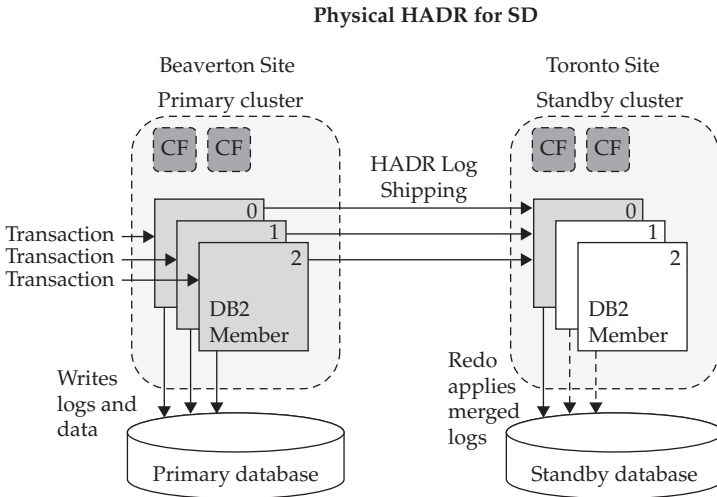 Physical HADR for SD
Beaverton Site
Primary cluster
CF CF
0
1
2
DB2
Member
Transaction
Transaction
Transaction
Writes
logs and
data
Primary database
HADR Log
Shipping
Toronto Site
Standby cluster
CF CF
0
1
2
DB2
Member
Redo
applies
merged
logs
Standby database